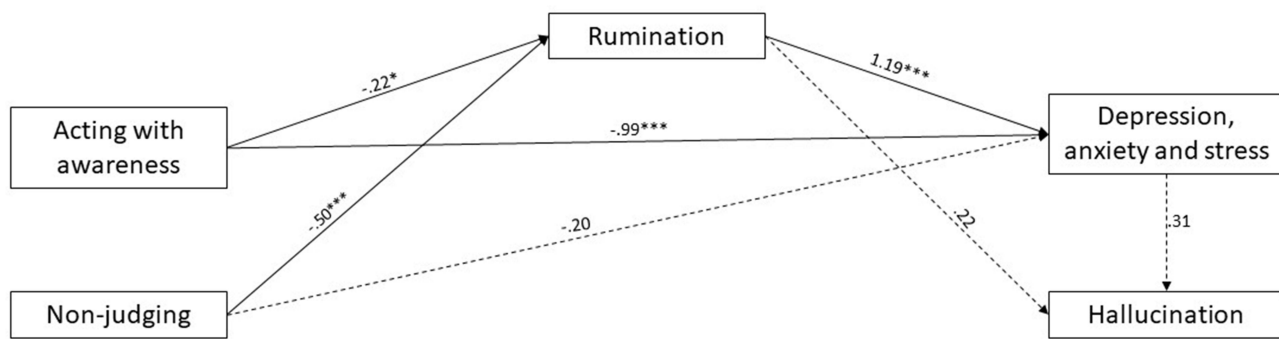 Rumination
-.22*
1.19***
Acting with
awareness
-.99***
Depression,
anxiety and stress
-.50***
-.20
.22
.31
Non-judging
Hallucination